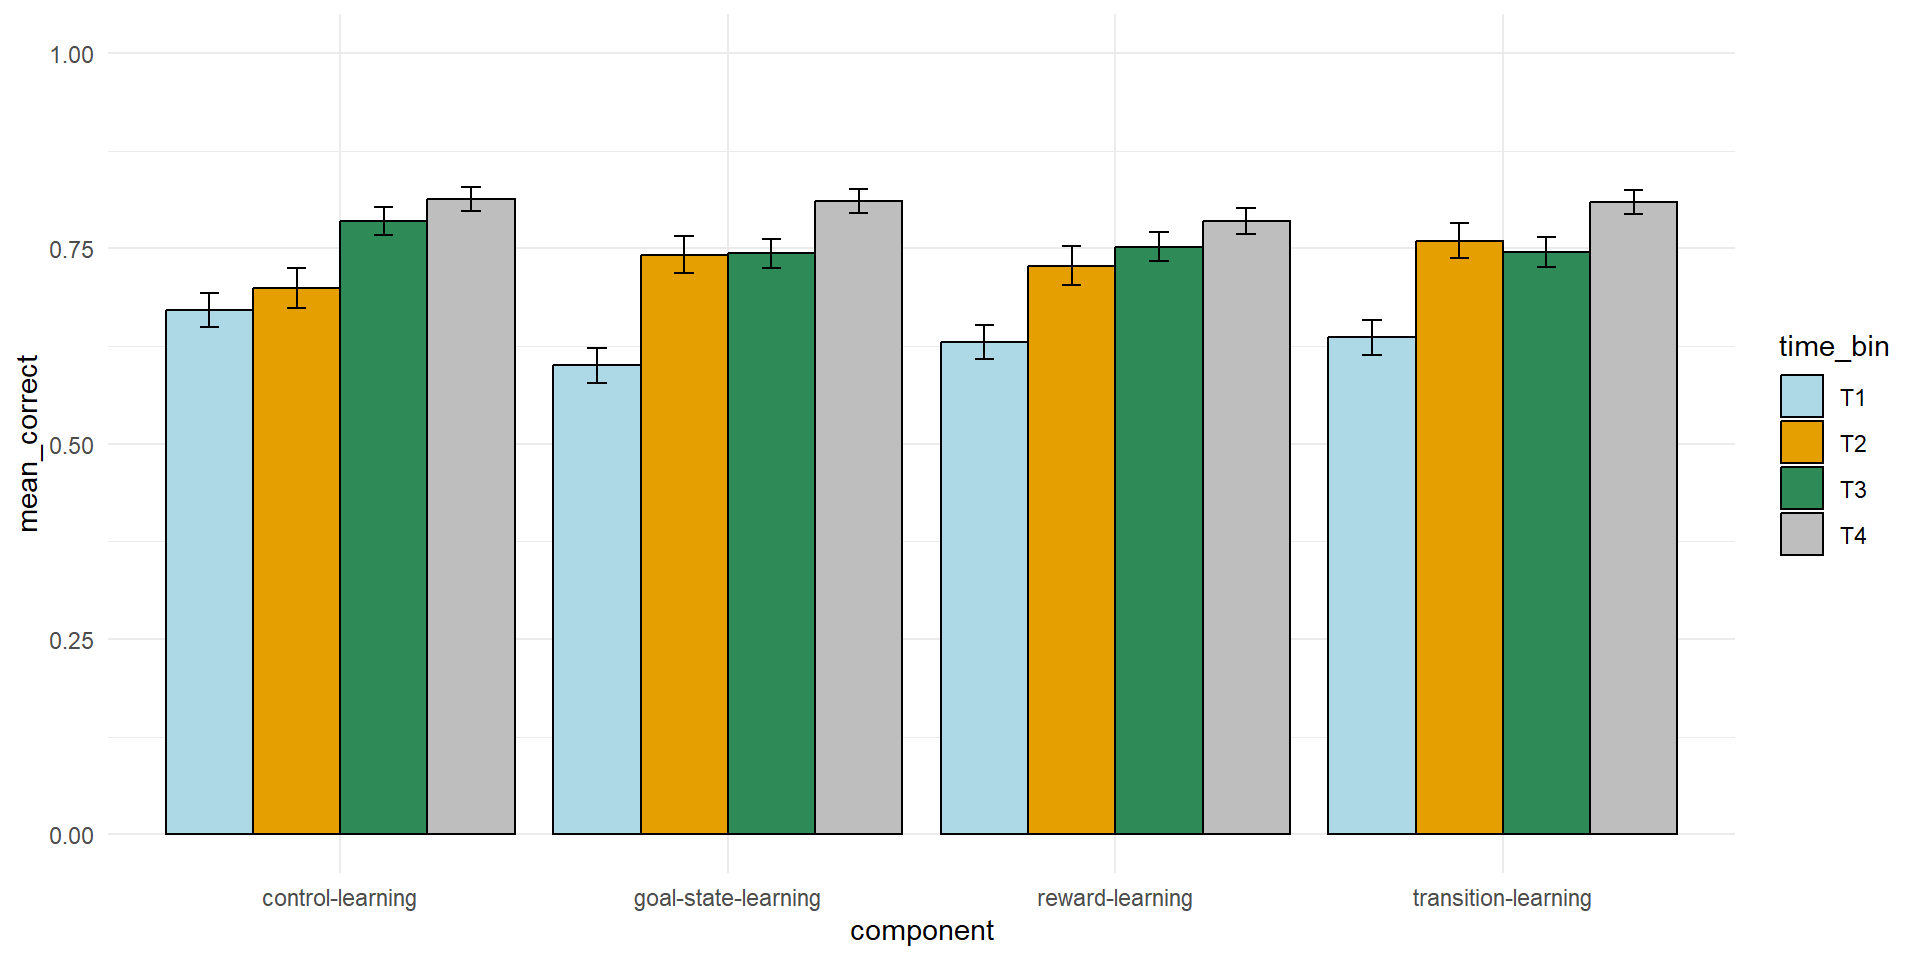 1.00
0.75
0.50
0.25
0.00
mean_correct
control-learning
goal-state-learning
reward-learning
transition-learning
component
time_bin
T1
T2
T3
T4